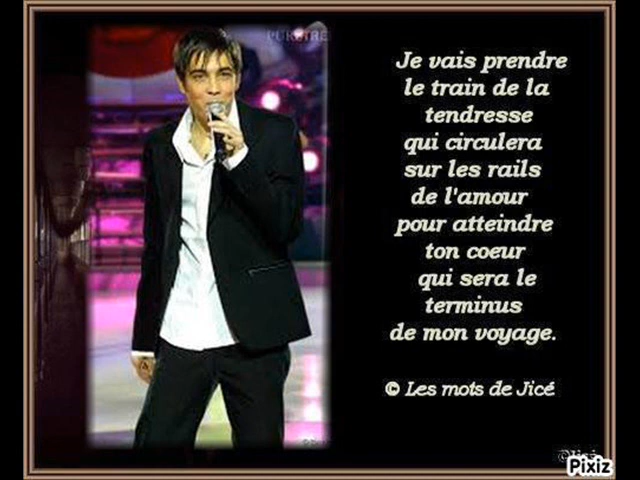 Je vais prendre
le train de la
tendresse
qui circulera
sur les rails
de l'amour
pour atteindre
ton coeur
qui sera le
terminus
de mon voyage.
© Les mots de Jicé
Pixiz